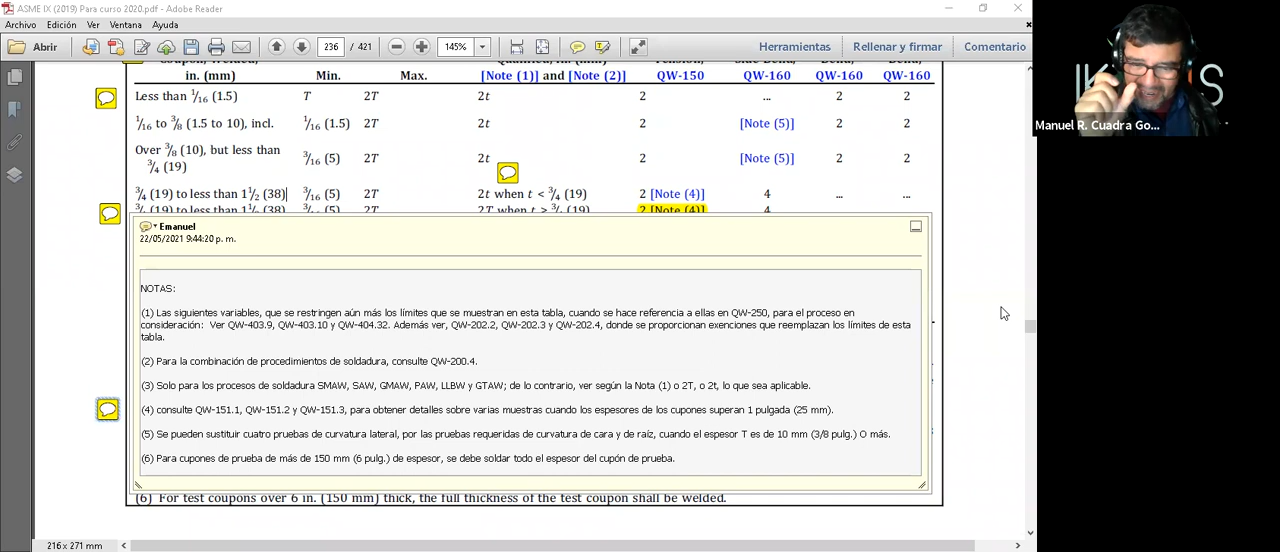 ASME IX (2019) Para curso 2020.pdf - Adobe Reader
Archivo Edición Ver Ventana Ayuda
Abrir 236 / 421 145% Herramientas Rellenar y firmar Comentario
in. (mm) Min. Max. [Note (1)] and [Note (2)] QW-150 QW-160 QW-160 QW-160
Less than 1/16 (1.5) T 2T 2t 2 ... 2 2
1/16 to 3/8 (1.5 to 10), incl. 1/16 (1.5) 2T 2t 2 [Note (5)] 2 2
Over 3/8 (10), but less than
3/4 (19) 3/16 (5) 2T 2t 2 [Note (5)] 2 2
3/4 (19) to less than 1 1/2 (38) 3/16 (5) 2T 2t when t < 3/4 (19) 2 [Note (4)] 4 ... ...
Emanuel
22/05/2021 9:44:20 p. m.
NOTAS:
(1) Las siguientes variables, que se restringen aún más los límites que se muestran en esta tabla, cuando se hace referencia a ellas en QW-250, para el proceso en
consideración: Ver QW-403.9, QW-403.10 y QW-404.32. Además ver, QW-202.2, QW-202.3 y QW-202.4, donde se proporcionan exenciones que reemplazan los límites de esta
tabla.
(2) Para la combinación de procedimientos de soldadura, consulte QW-200.4.
(3) Solo para los procesos de soldadura SMAW, SAW, GMAW, PAW, LLBW y GTAW; de lo contrario, ver según la Nota (1) o 2T, o 2t, lo que sea aplicable.
(4) consulte QW-151.1, QW-151.2 y QW-151.3, para obtener detalles sobre varias muestras cuando los espesores de los cupones superan 1 pulgada (25 mm).
(5) Se pueden sustituir cuatro pruebas de curvatura lateral, por las pruebas requeridas de curvatura de cara y de raíz, cuando el espesor T es de 10 mm (3/8 pulg.) O más.
(6) Para cupones de prueba de más de 150 mm (6 pulg.) de espesor, se debe soldar todo el espesor del cupón de prueba.
(6) For test coupons over 6 in. (150 mm) thick, the full thickness of the test coupon shall be welded.
216 x 271 mm
Manuel R. Cuadra Go...